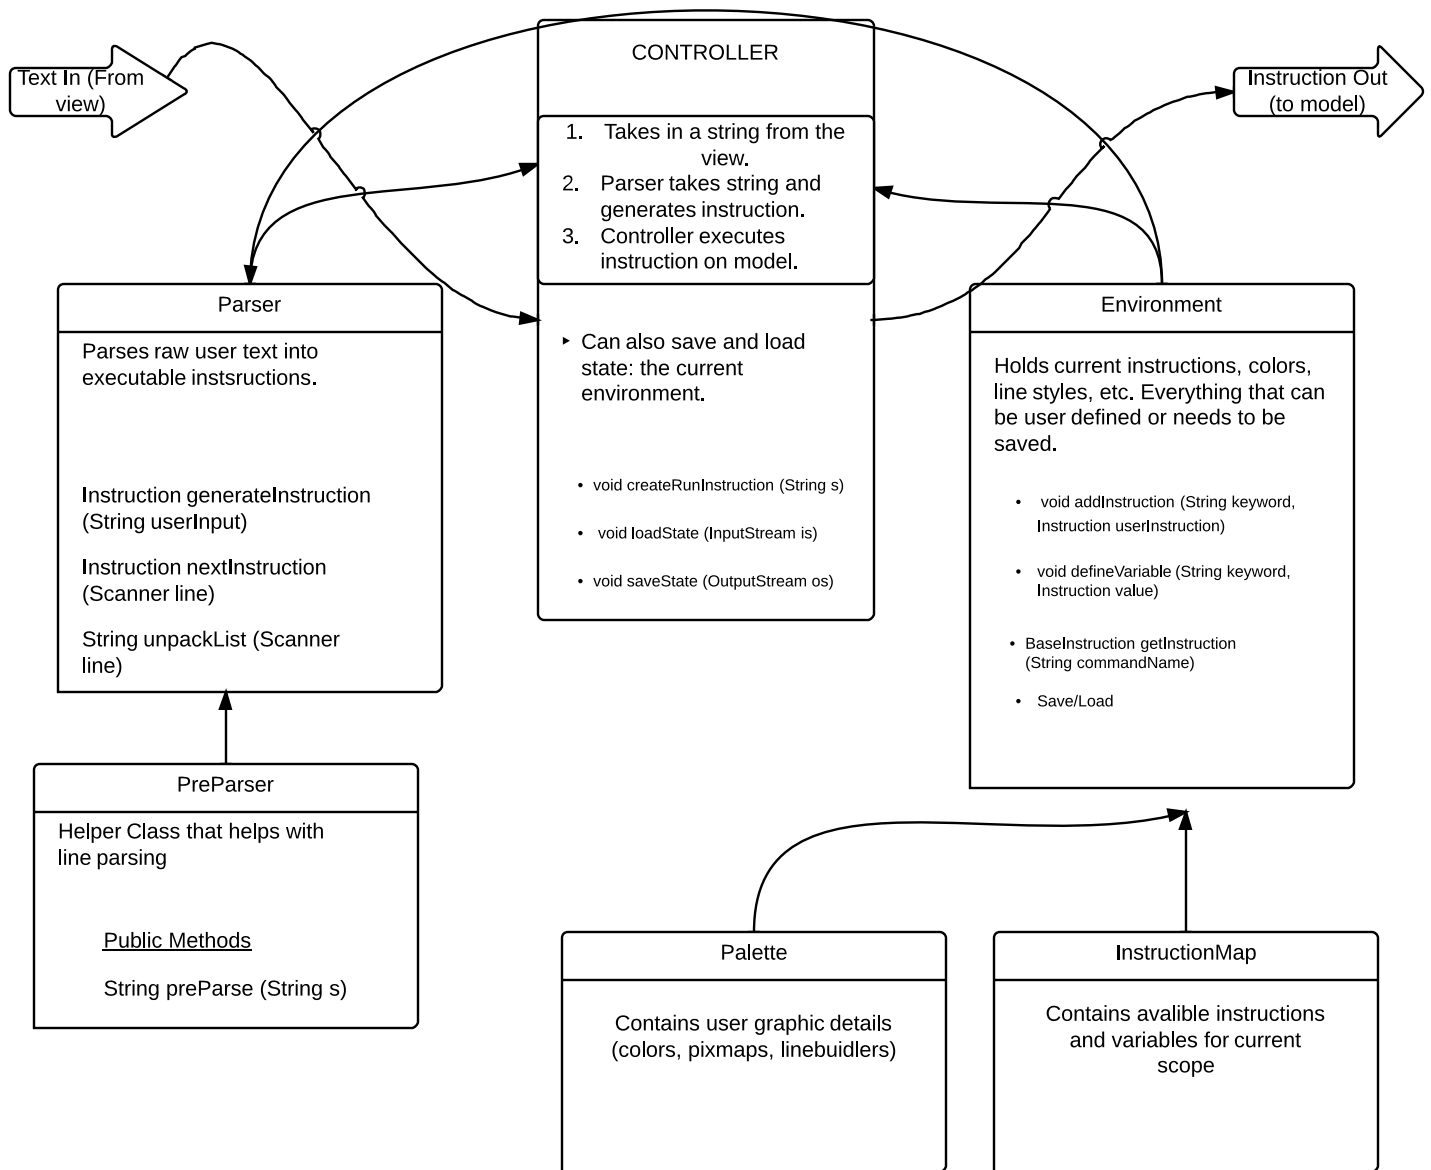 Text In (From
view)
CONTROLLER
Instruction Out
(to model)
1. Takes in a string from the
view.
2. Parser takes string and
generates instruction.
3. Controller executes
instruction on model.
‣ Can also save and load
state: the current
environment.
• void createRunInstruction (String s)
• void loadState (InputStream is)
• void saveState (OutputStream os)
Parser
Parses raw user text into
executable instsructions.
Instruction generateInstruction
(String userInput)
Instruction nextInstruction
(Scanner line)
String unpackList (Scanner
line)
Environment
Holds current instructions, colors,
line styles, etc. Everything that can
be user defined or needs to be
saved.
• void addInstruction (String keyword,
Instruction userInstruction)
• void defineVariable (String keyword,
Instruction value)
• BaseInstruction getInstruction
(String commandName)
• Save/Load
PreParser
Helper Class that helps with
line parsing
Public Methods
String preParse (String s)
Palette
Contains user graphic details
(colors, pixmaps, linebuidlers)
InstructionMap
Contains avalible instructions
and variables for current
scope